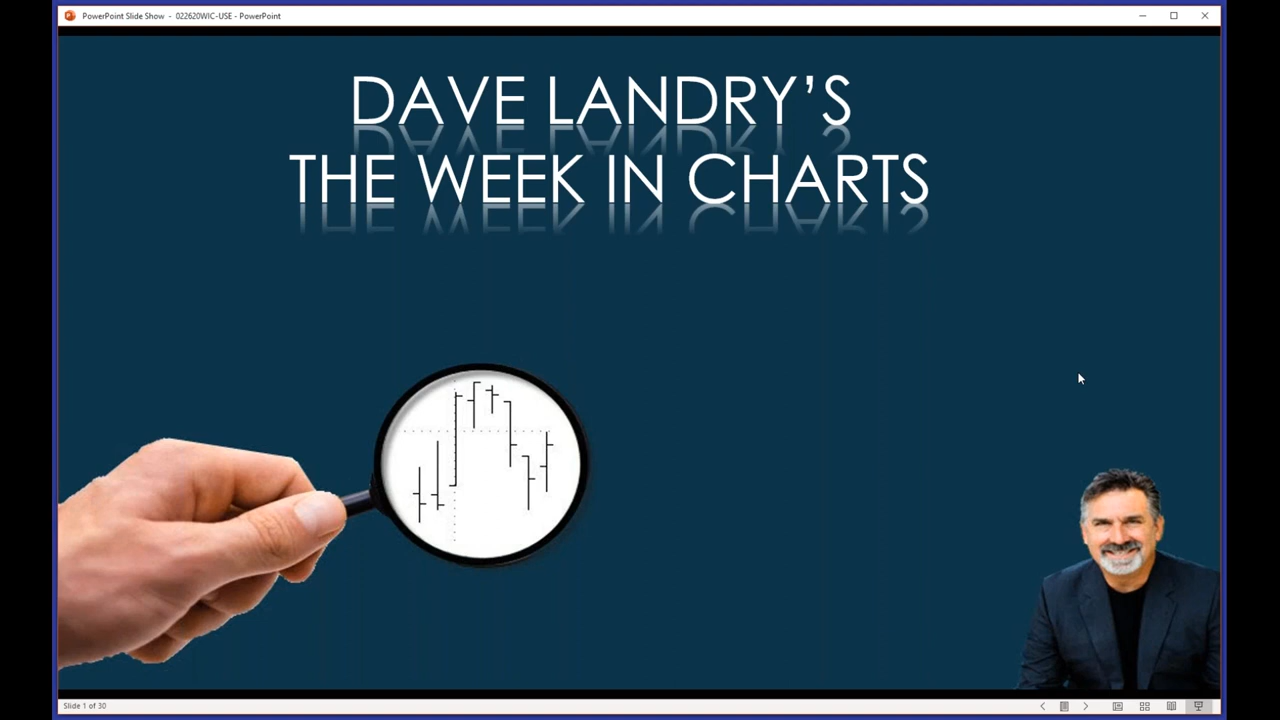 PowerPoint Slide Show - 022620WIC-USE - PowerPoint
DAVE LANDRY’S
THE WEEK IN CHARTS
Slide 1 of 30